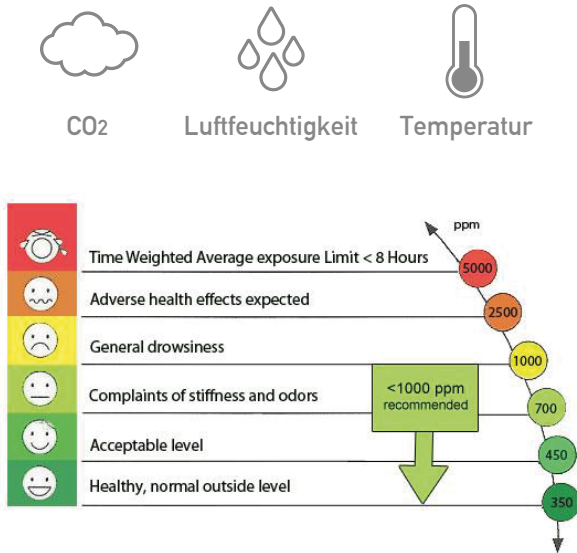 CO2 Luftfeuchtigkeit Temperatur
ppm
Time Weighted Average exposure Limit < 8 Hours
5000
Adverse health effects expected
2500
General drowsiness
1000
<1000 ppm
recommended
Complaints of stiffness and odors
700
Acceptable level
450
Healthy, normal outside level
350